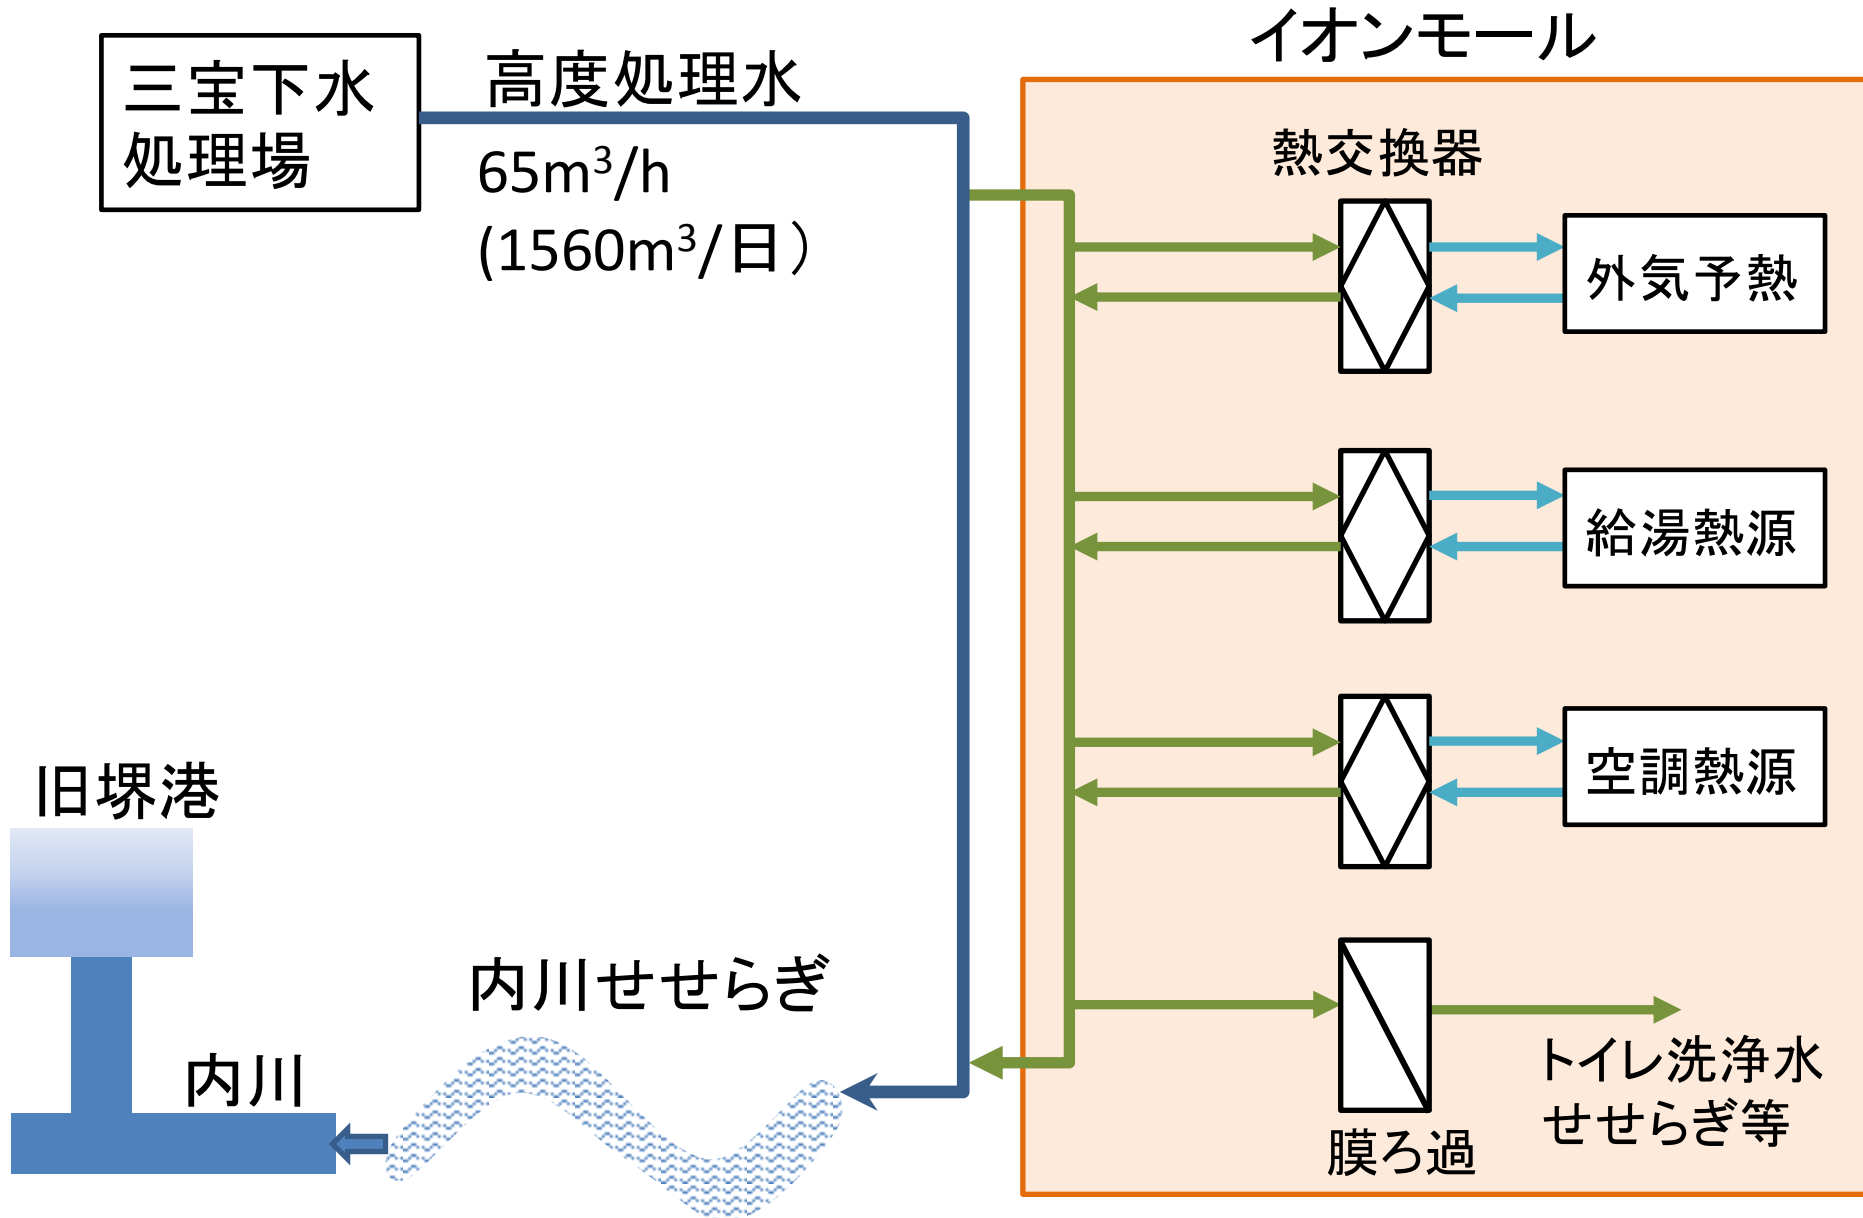 イオンモール
三宝下水
処理場
高度処理水
65m³/h
(1560m³/日）
熱交換器
外気予熱
給湯熱源
空調熱源
旧堺港
内川せせらぎ
内川
トイレ洗浄水
せせらぎ等
膜ろ過